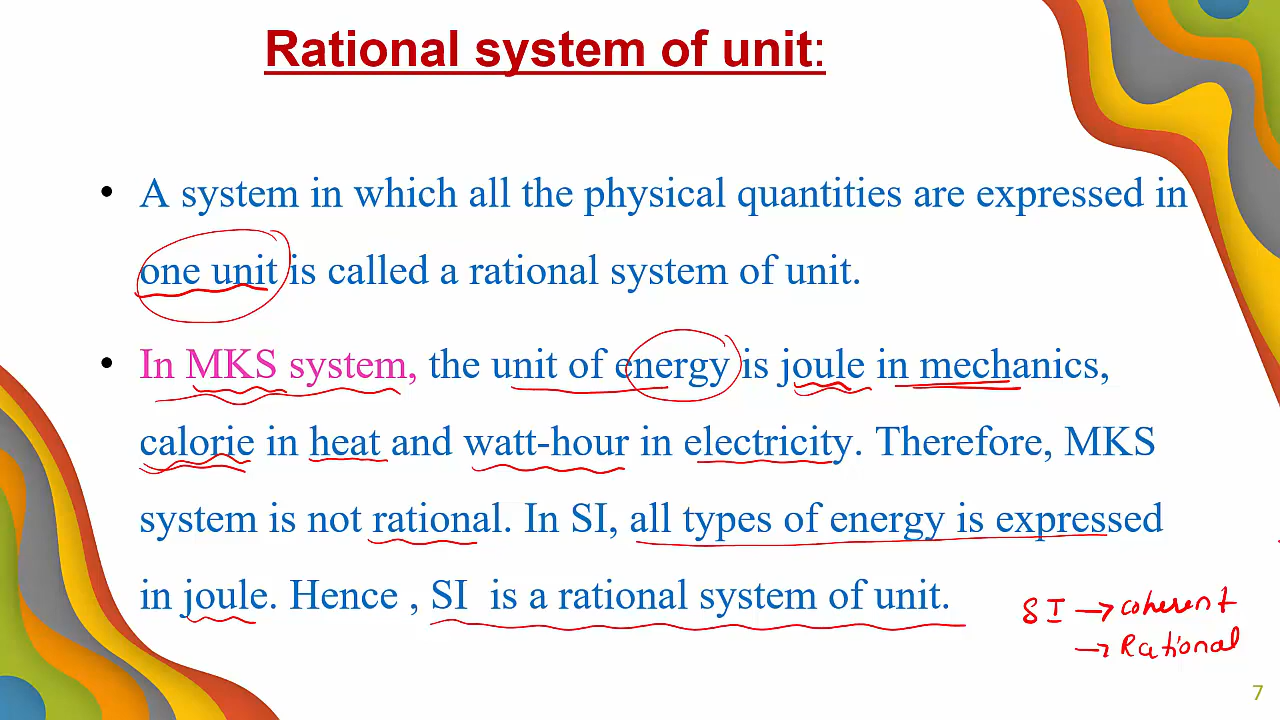 Rational system of unit:
• A system in which all the physical quantities are expressed in
one unit is called a rational system of unit.
• In MKS system, the unit of energy is joule in mechanics,
calorie in heat and watt-hour in electricity. Therefore, MKS
system is not rational. In SI, all types of energy is expressed
in joule. Hence , SI is a rational system of unit.
SI → coherent
→ Rational
7